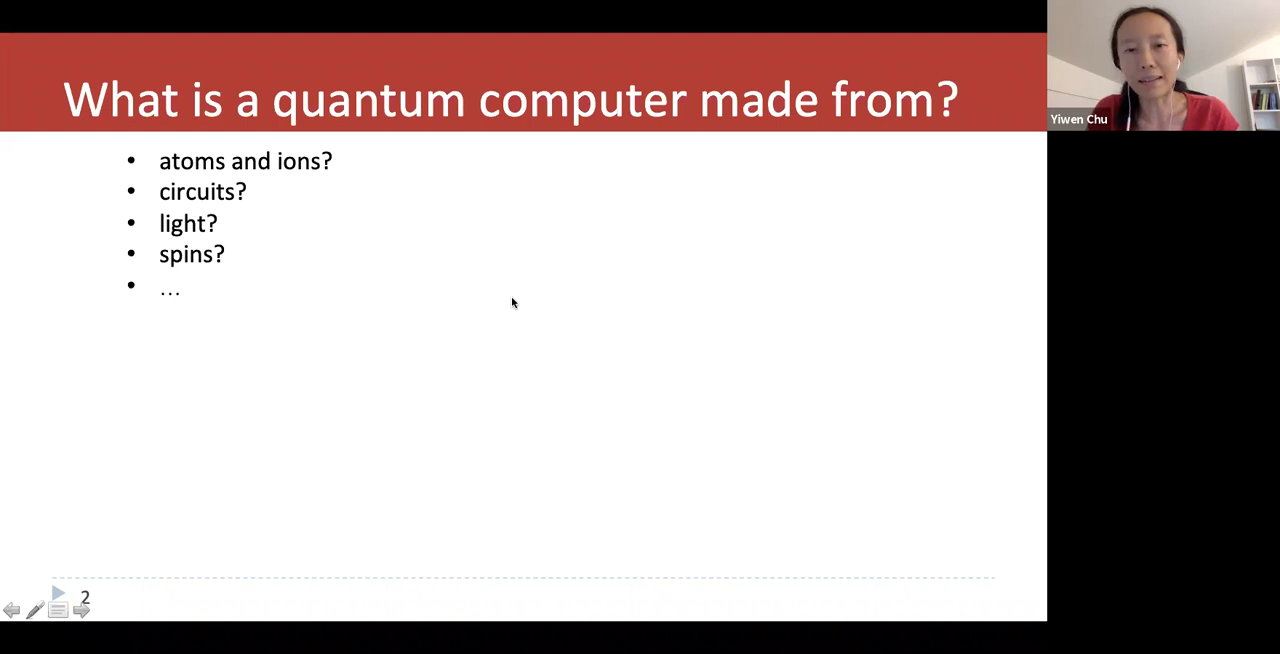 What is a quantum computer made from?
• atoms and ions?
• circuits?
• light?
• spins?
• ...
2
Yiwen Chu